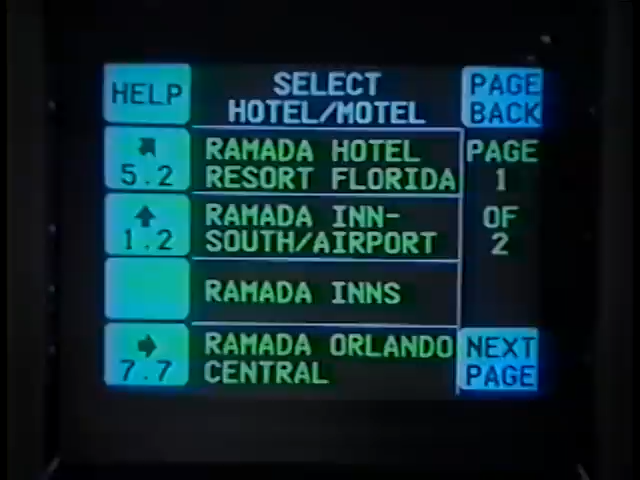 HELP
SELECT
HOTEL/MOTEL
PAGE
BACK
5.2
RAMADA HOTEL
RESORT FLORIDA
PAGE
1
OF
2
1.2
RAMADA INN-
SOUTH/AIRPORT
RAMADA INNS
7.7
RAMADA ORLANDO
CENTRAL
NEXT
PAGE